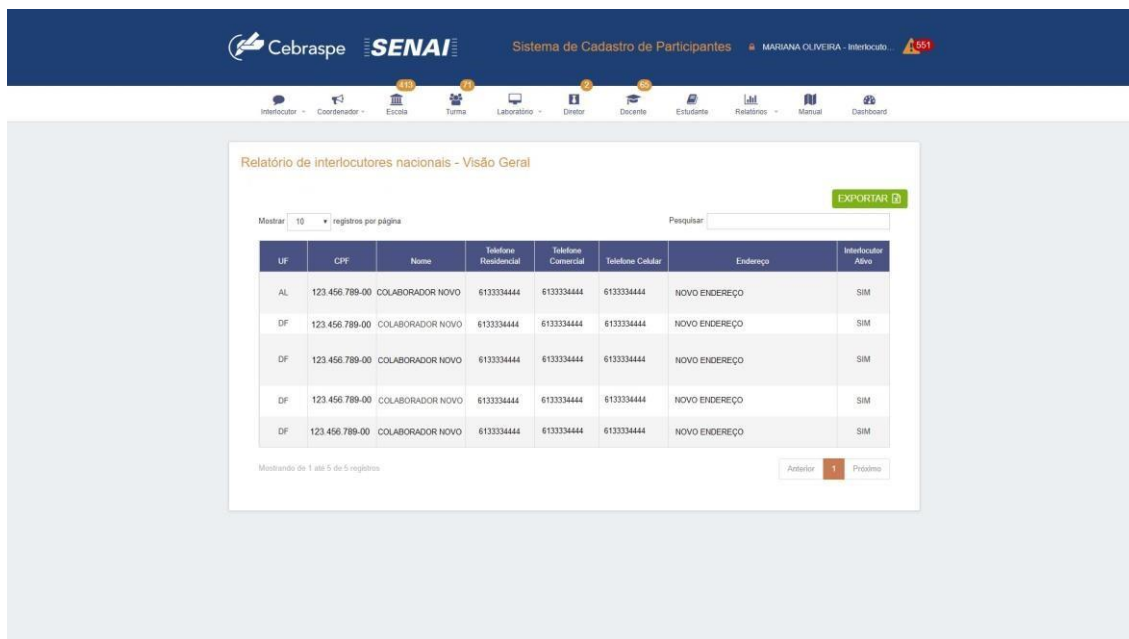 Cebraspe SENAI Sistema de Cadastro de Participantes MARIANA OLIVEIRA - Interlocuto... 551
413 71 2 65
Interlocutor Coordenador Escola Turma Laboratório Diretor Docente Estudante Relatórios Manual Dashboard
Relatório de interlocutores nacionais - Visão Geral
EXPORTAR
Mostrar 10 registros por página Pesquisar
UF CPF Nome Telefone Residencial Telefone Comercial Telefone Celular Endereço Interlocutor Ativo
AL 123.456.789-00 COLABORADOR NOVO 6133334444 6133334444 6133334444 NOVO ENDEREÇO SIM
DF 123.456.789-00 COLABORADOR NOVO 6133334444 6133334444 6133334444 NOVO ENDEREÇO SIM
DF 123.456.789-00 COLABORADOR NOVO 6133334444 6133334444 6133334444 NOVO ENDEREÇO SIM
DF 123.456.789-00 COLABORADOR NOVO 6133334444 6133334444 6133334444 NOVO ENDEREÇO SIM
DF 123.456.789-00 COLABORADOR NOVO 6133334444 6133334444 6133334444 NOVO ENDEREÇO SIM
Mostrando de 1 até 5 de 5 registros Anterior 1 Próximo